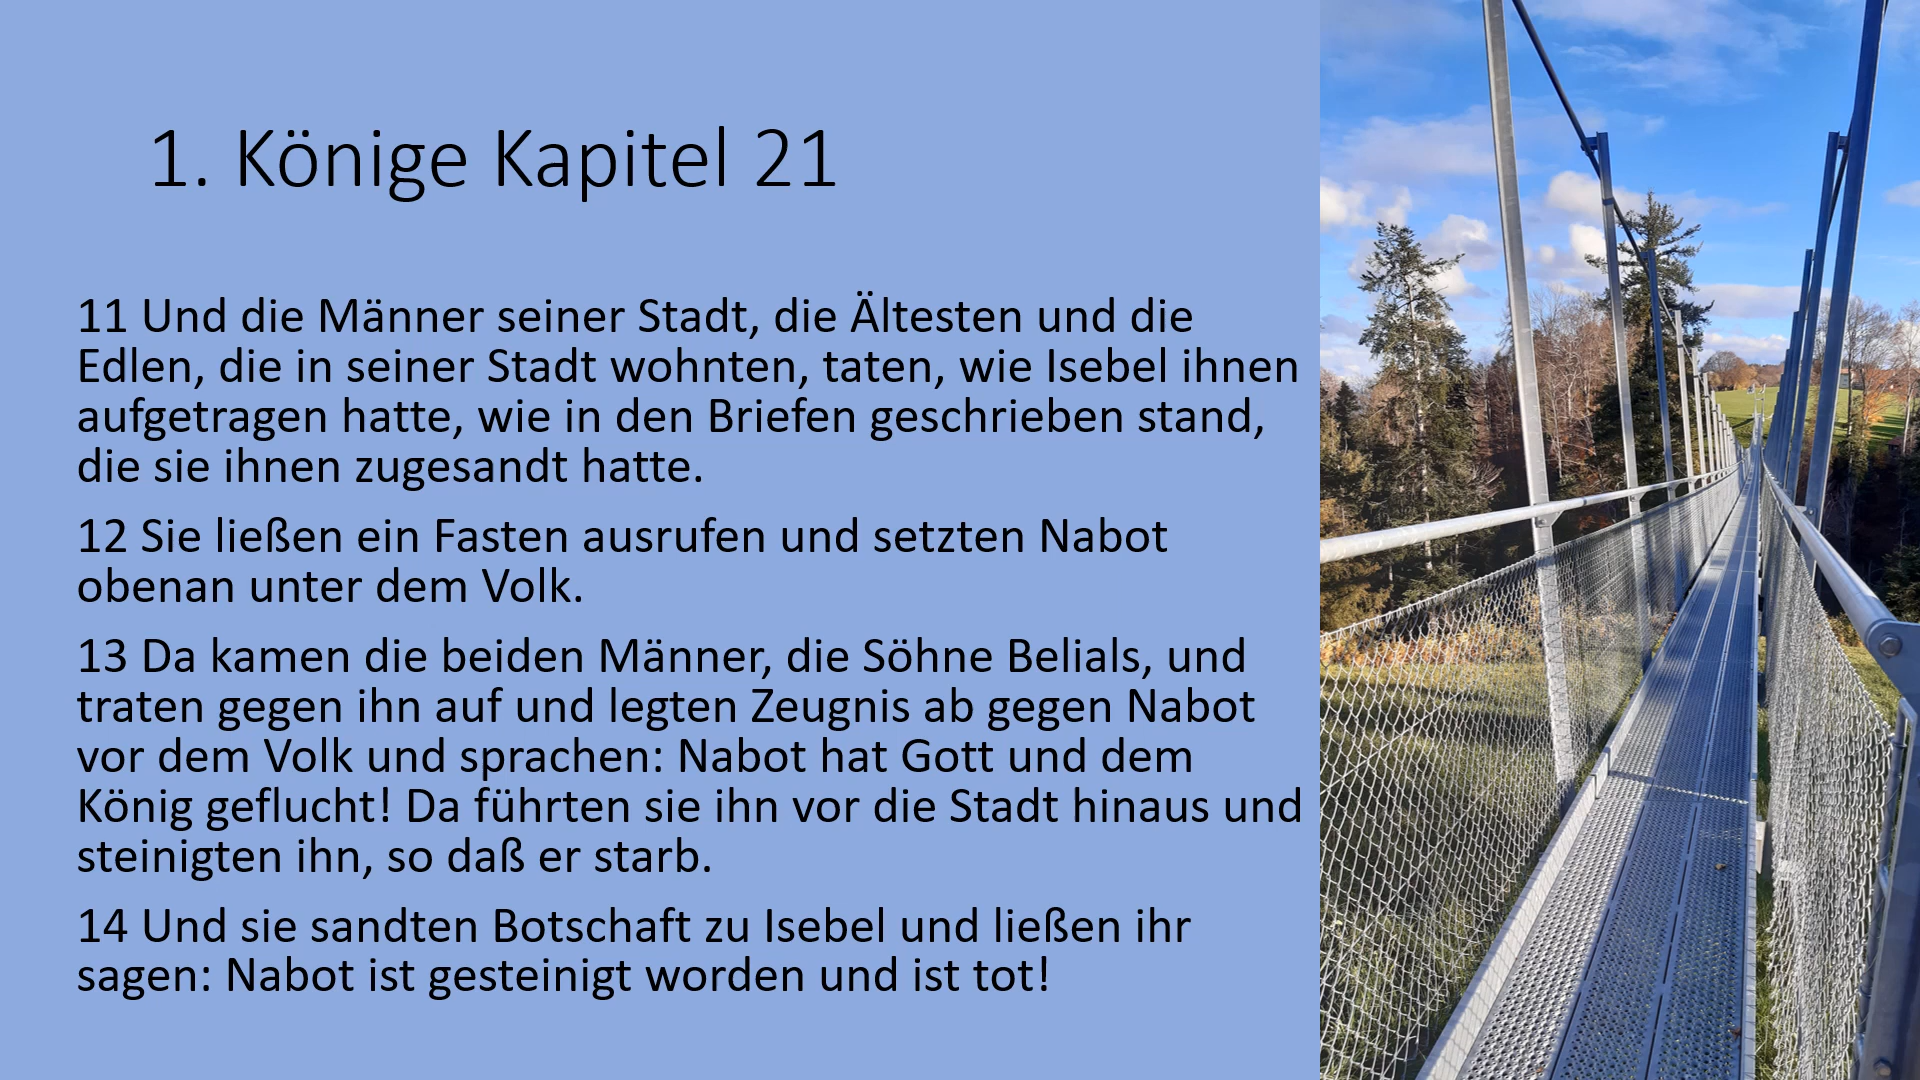 1. Könige Kapitel 21
11 Und die Männer seiner Stadt, die Ältesten und die
Edlen, die in seiner Stadt wohnten, taten, wie Isebel ihnen
aufgetragen hatte, wie in den Briefen geschrieben stand,
die sie ihnen zugesandt hatte.
12 Sie ließen ein Fasten ausrufen und setzten Nabot
obenan unter dem Volk.
13 Da kamen die beiden Männer, die Söhne Belials, und
traten gegen ihn auf und legten Zeugnis ab gegen Nabot
vor dem Volk und sprachen: Nabot hat Gott und dem
König geflucht! Da führten sie ihn vor die Stadt hinaus und
steinigten ihn, so daß er starb.
14 Und sie sandten Botschaft zu Isebel und ließen ihr
sagen: Nabot ist gesteinigt worden und ist tot!